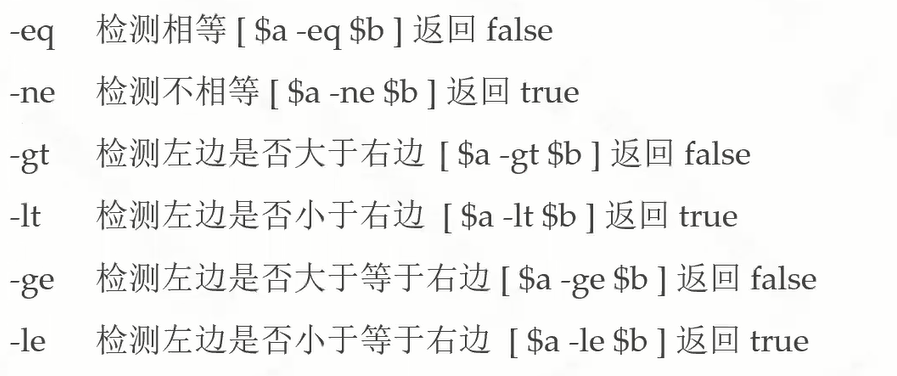 -eq 检测相等 [ $a -eq $b ] 返回 false
-ne 检测不相等 [ $a -ne $b ] 返回 true
-gt 检测左边是否大于右边 [ $a -gt $b ] 返回 false
-lt 检测左边是否小于右边 [ $a -lt $b ] 返回 true
-ge 检测左边是否大于等于右边 [ $a -ge $b ] 返回 false
-le 检测左边是否小于等于右边 [ $a -le $b ] 返回 true